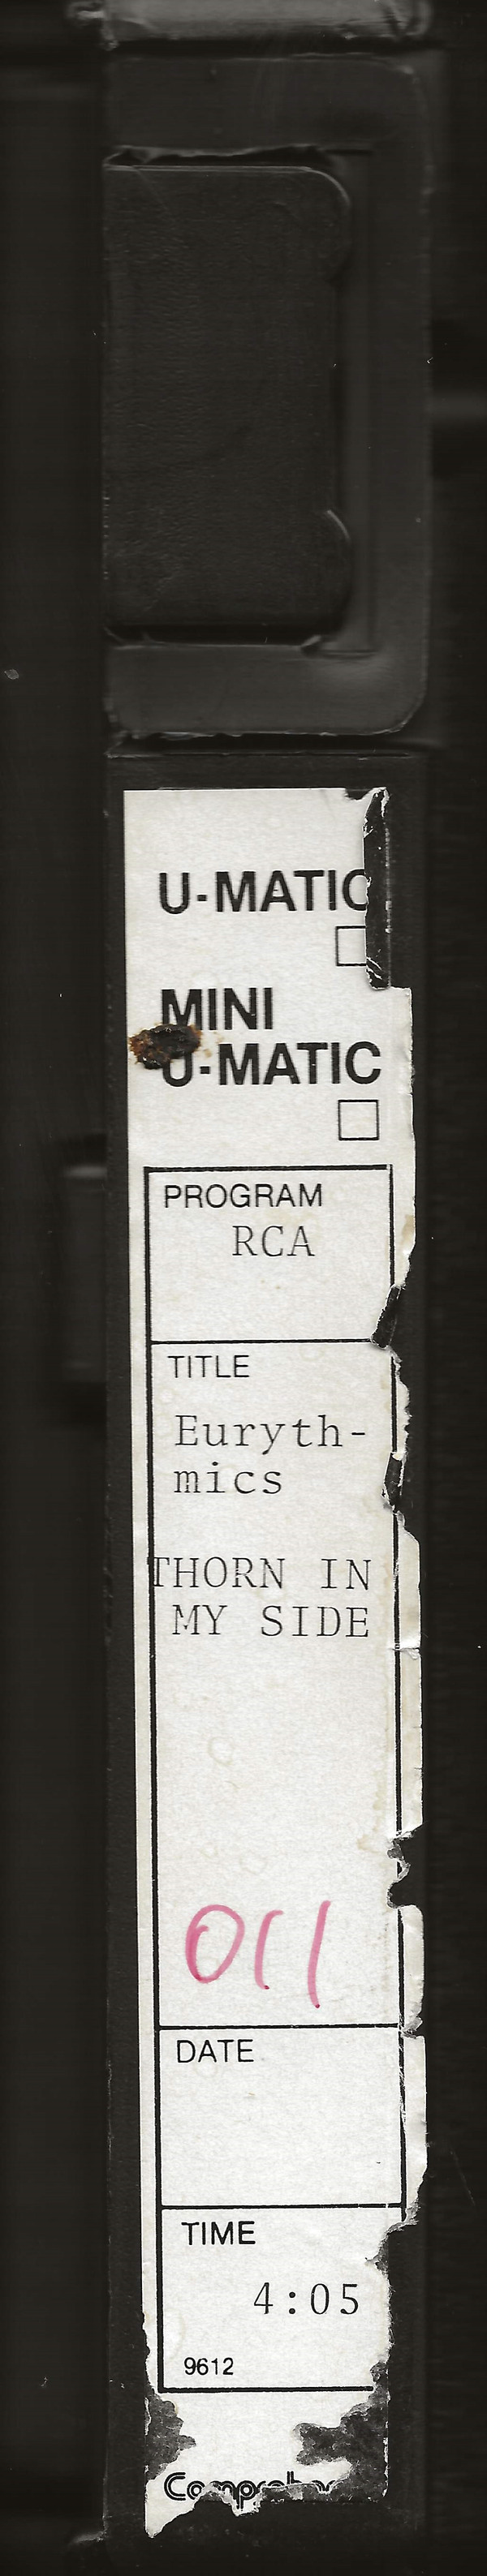 U-MATIC
MINI
U-MATIC
PROGRAM
RCA
TITLE
Euryth-
mics
THORN IN
MY SIDE
011
DATE
TIME
4:05
9612